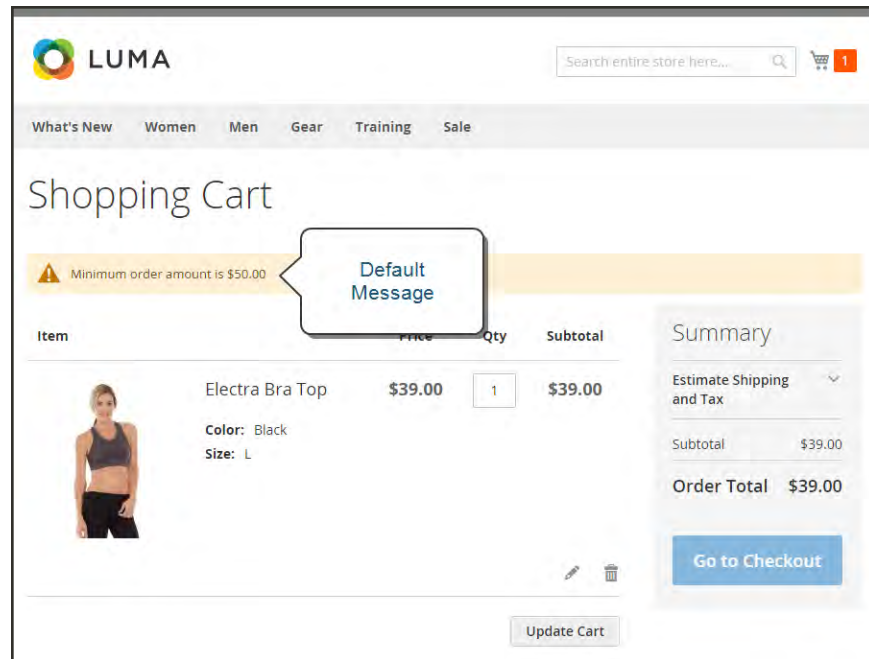 LUMA
Search entire store here...
1
What's New Women Men Gear Training Sale
Shopping Cart
Minimum order amount is $50.00
Default
Message
Item Price Qty Subtotal
Electra Bra Top $39.00 1 $39.00
Color: Black
Size: L
Summary
Estimate Shipping
and Tax
Subtotal $39.00
Order Total $39.00
Go to Checkout
Update Cart